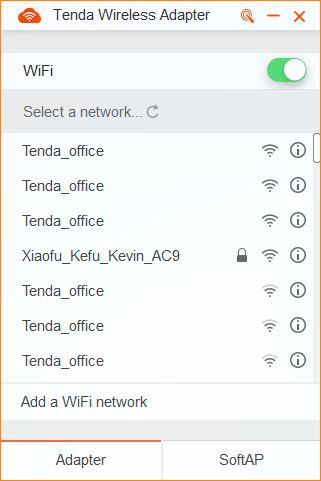 Tenda Wireless Adapter
WiFi
Select a network...
Tenda_office
Tenda_office
Tenda_office
Xiaofu_Kefu_Kevin_AC9
Tenda_office
Tenda_office
Tenda_office
Add a WiFi network
Adapter SoftAP